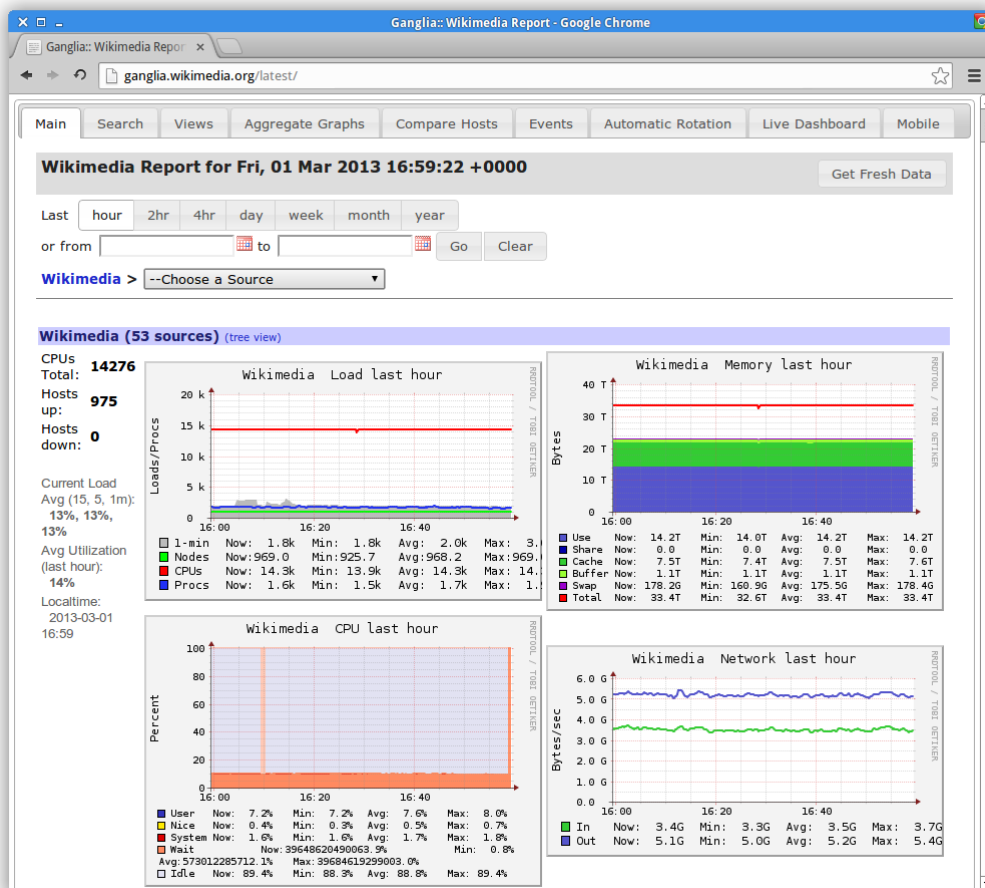 Ganglia:: Wikimedia Report - Google Chrome
Ganglia:: Wikimedia Repor
ganglia.wikimedia.org/latest/
Main Search Views Aggregate Graphs Compare Hosts Events Automatic Rotation Live Dashboard Mobile
Wikimedia Report for Fri, 01 Mar 2013 16:59:22 +0000
Get Fresh Data
Last hour 2hr 4hr day week month year
or from to Go Clear
Wikimedia > --Choose a Source
Wikimedia (53 sources) (tree view)
CPUs Total: 14276
Hosts up: 975
Hosts down: 0
Current Load
Avg (15, 5, 1m):
13%, 13%,
13%
Avg Utilization
(last hour):
14%
Localtime:
2013-03-01
16:59
Wikimedia Load last hour
RRDTOOL / TOBI OETIKER
Loads/Procs
20 k
15 k
10 k
5 k
0
16:00 16:20 16:40
1-min Now: 1.8k Min: 1.8k Avg: 2.0k Max: 3.
Nodes Now:969.0 Min:925.7 Avg:968.2 Max:969.
CPUs Now: 14.3k Min: 13.9k Avg: 14.3k Max: 14.
Procs Now: 1.6k Min: 1.5k Avg: 1.7k Max: 1.
Wikimedia Memory last hour
RRDTOOL / TOBI OETIKER
Bytes
40 T
30 T
20 T
10 T
0
16:00 16:20 16:40
Use Now: 14.2T Min: 14.0T Avg: 14.2T Max: 14.2T
Share Now: 0.0 Min: 0.0 Avg: 0.0 Max: 0.0
Cache Now: 7.5T Min: 7.4T Avg: 7.5T Max: 7.6T
Buffer Now: 1.1T Min: 1.1T Avg: 1.1T Max: 1.1T
Swap Now: 178.2G Min: 160.9G Avg: 175.5G Max: 178.4G
Total Now: 33.4T Min: 32.6T Avg: 33.4T Max: 33.4T
Wikimedia CPU last hour
RRDTOOL / TOBI OETIKER
Percent
100
80
60
40
20
0
16:00 16:20 16:40
User Now: 7.2% Min: 7.2% Avg: 7.6% Max: 8.0%
Nice Now: 0.4% Min: 0.3% Avg: 0.5% Max: 0.7%
System Now: 1.6% Min: 1.6% Avg: 1.7% Max: 1.8%
Wait Now:39648620490063.9% Min: 0.8%
Avg:573012285712.1% Max:39684619299003.0%
Idle Now: 89.4% Min: 88.3% Avg: 88.8% Max: 89.4%
Wikimedia Network last hour
RRDTOOL / TOBI OETIKER
Bytes/sec
6.0 G
5.0 G
4.0 G
3.0 G
2.0 G
1.0 G
0.0
16:00 16:20 16:40
In Now: 3.4G Min: 3.3G Avg: 3.5G Max: 3.7G
Out Now: 5.1G Min: 5.0G Avg: 5.2G Max: 5.4G